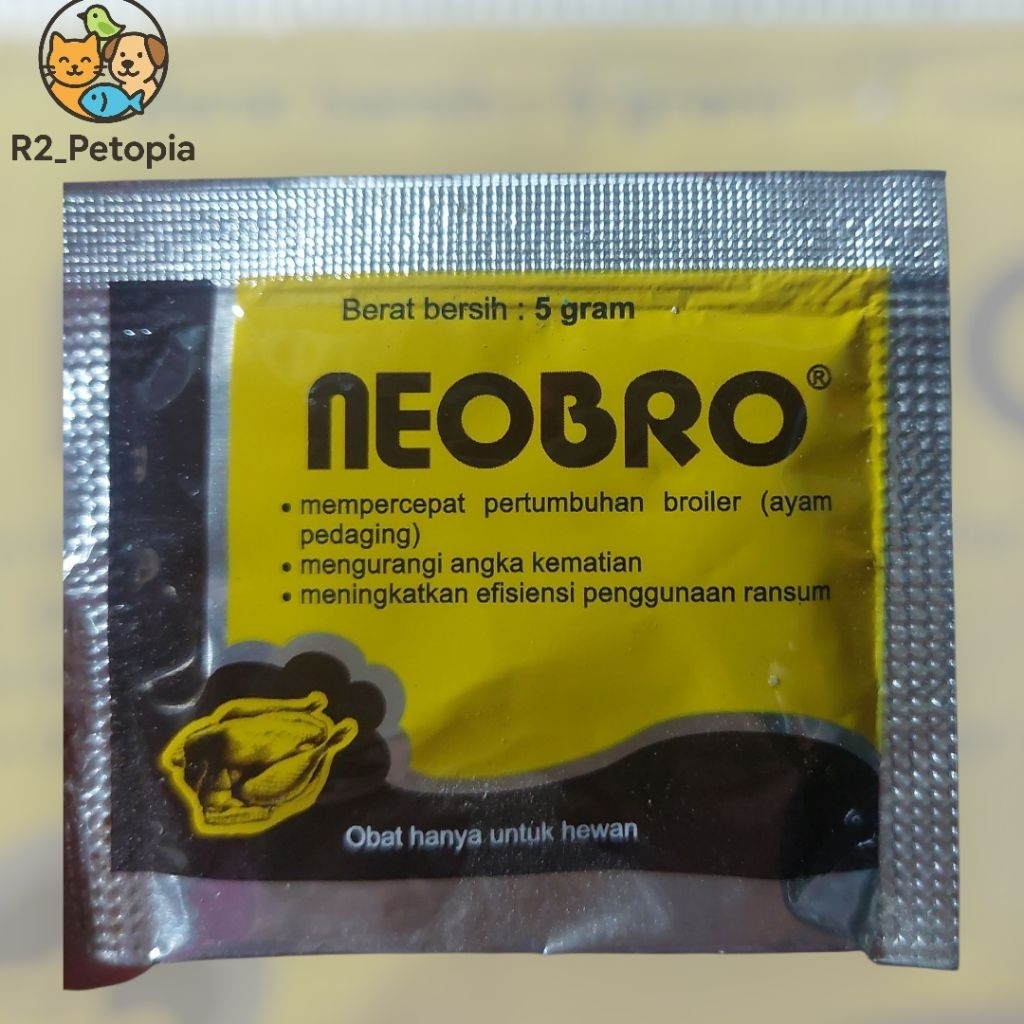 R2_Petopia
Berat bersih : 5 gram
NEOBRO®
• mempercepat pertumbuhan broiler (ayam
pedaging)
• mengurangi angka kematian
• meningkatkan efisiensi penggunaan ransum
Obat hanya untuk hewan